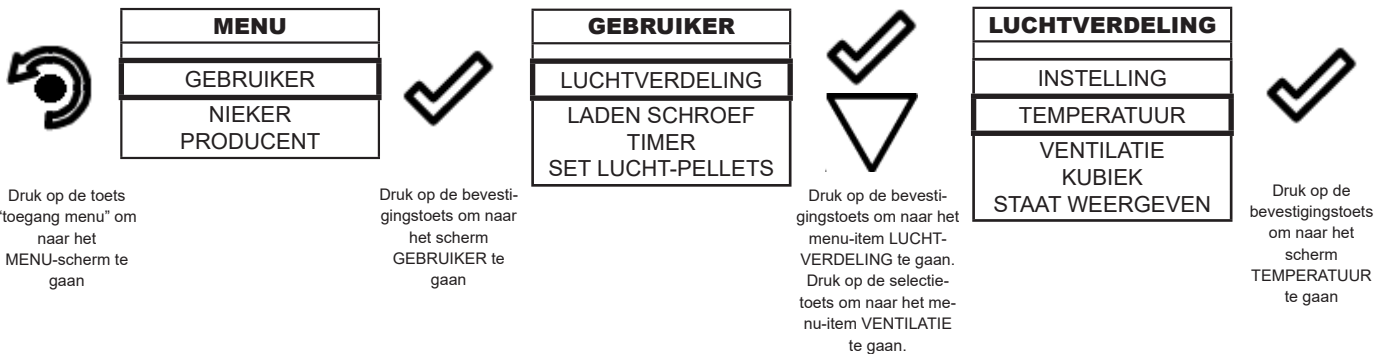 MENU
GEBRUIKER
NIEKER
PRODUCENT
Druk op de toets
“toegang menu” om
naar het
MENU-scherm te
gaan
Druk op de bevesti-
gingstoets om naar
het scherm
GEBRUIKER te
gaan
GEBRUIKER
LUCHTVERDELING
LADEN SCHROEF
TIMER
SET LUCHT-PELLETS
Druk op de bevesti-
gingstoets om naar het
menu-item LUCHT-
VERDELING te gaan.
Druk op de selectie-
toets om naar het me-
nu-item VENTILATIE
te gaan.
LUCHTVERDELING
INSTELLING
TEMPERATUUR
VENTILATIE
KUBIEK
STAAT WEERGEVEN
Druk op de
bevestigingstoets
om naar het
scherm
TEMPERATUUR
te gaan